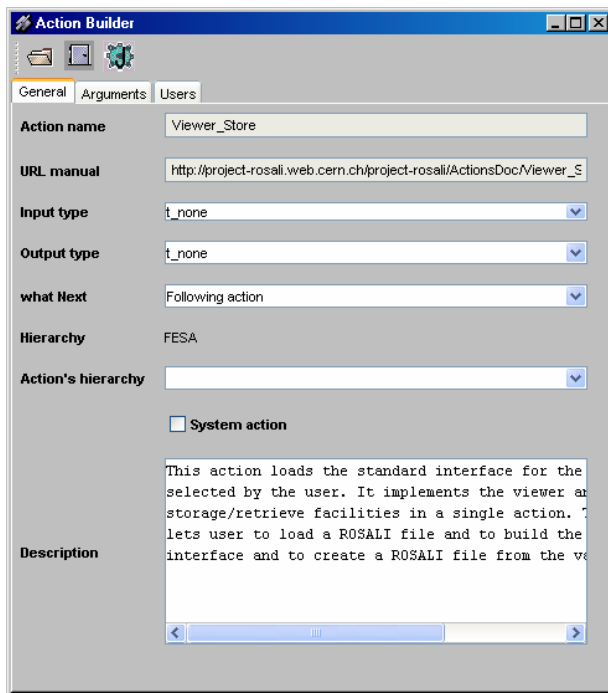 Action Builder
General Arguments Users
Action name Viewer_Store
URL manual http://project-rosali.web.cern.ch/project-rosali/ActionsDoc/Viewer_S
Input type t_none
Output type t_none
what Next Following action
Hierarchy FESA
Action's hierarchy
System action
This action loads the standard interface for the
selected by the user. It implements the viewer
storage/retrieve facilities in a single action.
lets user to load a ROSALI file and to build the
Description
interface and to create a ROSALI file from the